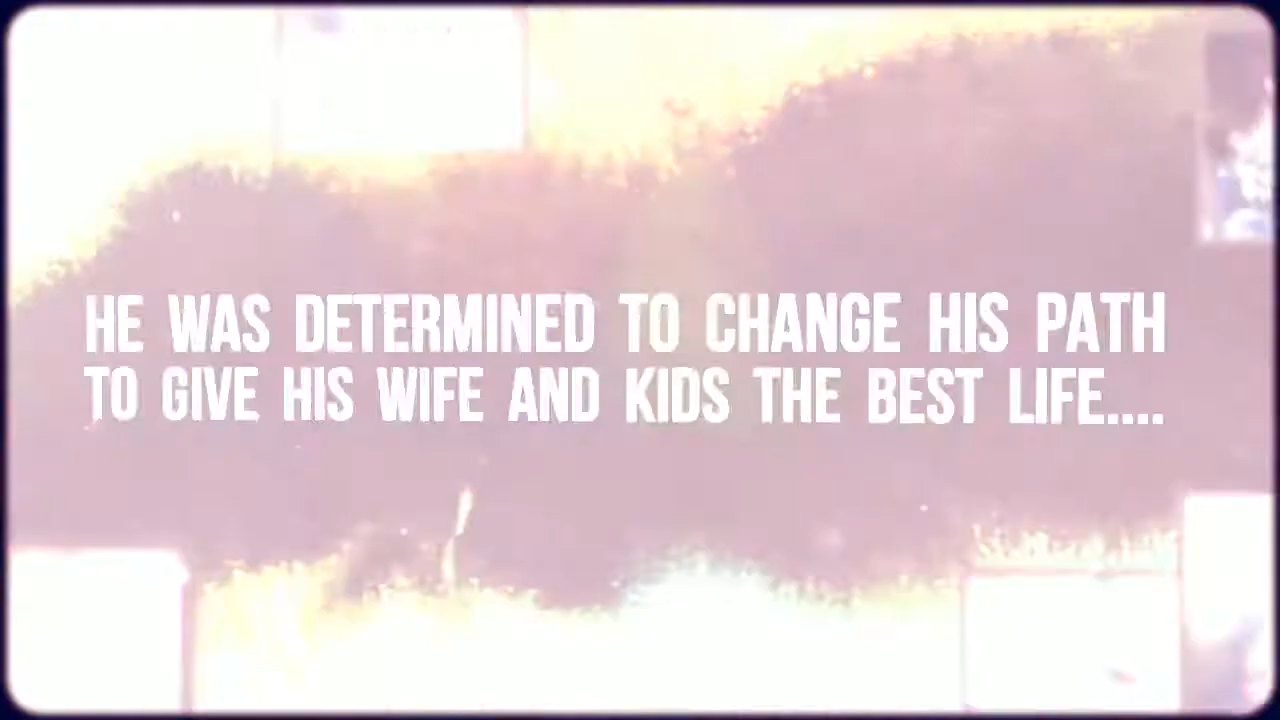 HE WAS DETERMINED TO CHANGE HIS PATH
TO GIVE HIS WIFE AND KIDS THE BEST LIFE....